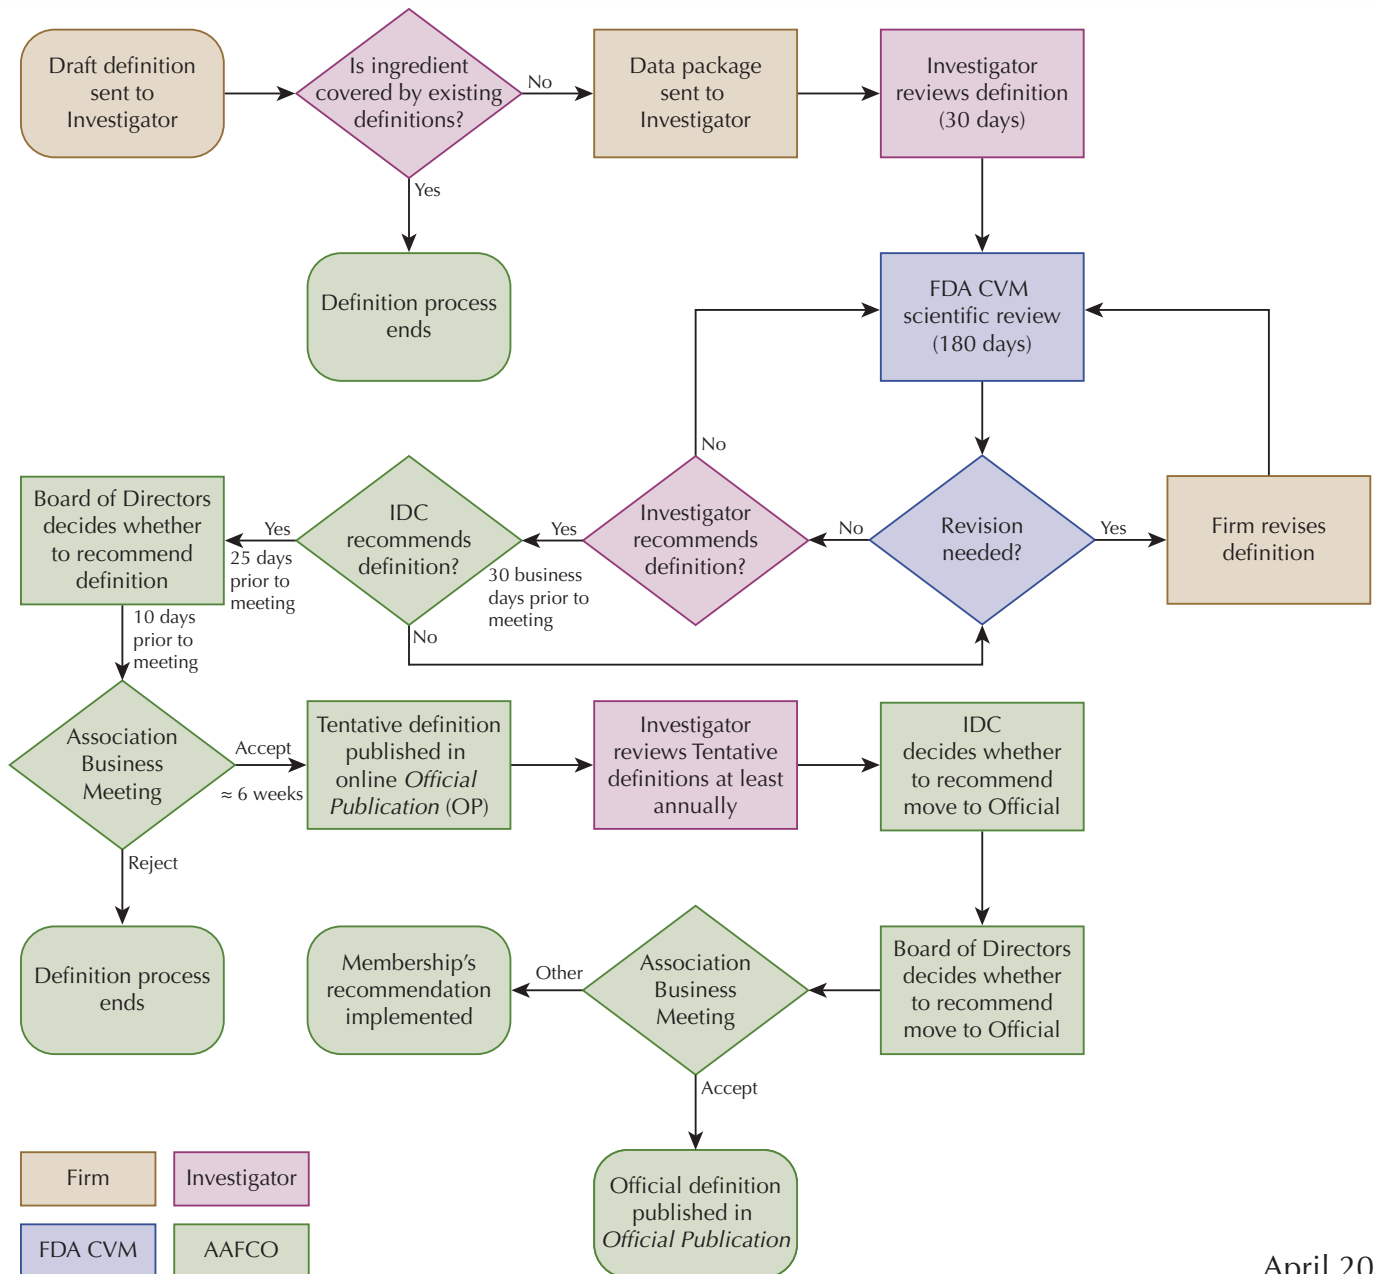 Draft definition
sent to
Investigator
Is ingredient
covered by existing
definitions?
No
Data package
sent to
Investigator
Investigator
reviews definition
(30 days)
Yes
Definition process
ends
FDA CVM
scientific review
(180 days)
No
Board of Directors
decides whether
to recommend
definition
Yes
25 days
prior to
meeting
IDC
recommends
definition?
Yes
30 business
days prior to
meeting
Investigator
recommends
definition?
No
Revision
needed?
Yes
Firm revises
definition
10 days
prior to
meeting
No
Association
Business
Meeting
Accept
≈ 6 weeks
Tentative definition
published in
online Official
Publication (OP)
Investigator
reviews Tentative
definitions at least
annually
IDC
decides whether
to recommend
move to Official
Reject
Definition process
ends
Membership’s
recommendation
implemented
Other
Association
Business
Meeting
Board of Directors
decides whether
to recommend
move to Official
Accept
Official definition
published in
Official Publication
Firm
Investigator
FDA CVM
AAFCO
April 20